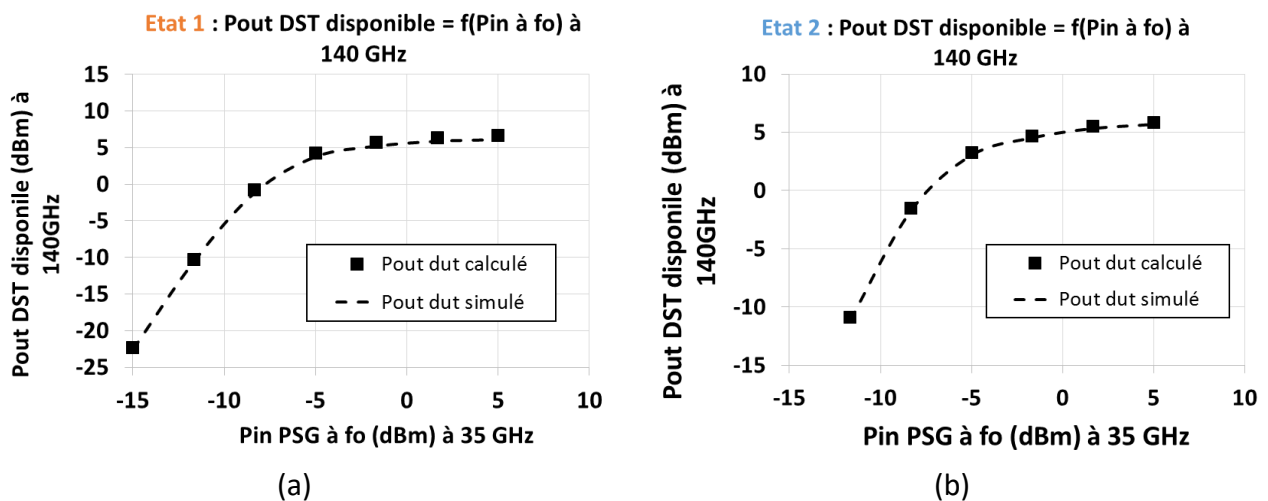 Etat 1 : Pout DST disponible = f(Pin à fo) à
140 GHz
Pout DST disponile (dBm) à
140GHz
15
10
5
0
-5
-10
-15
-20
-25
-15
-10
-5
0
5
10
Pout dut calculé
Pout dut simulé
Pin PSG à fo (dBm) à 35 GHz
(a)
Etat 2 : Pout DST disponible = f(Pin à fo) à
140 GHz
Pout DST disponile (dBm) à
140GHz
10
5
0
-5
-10
-15
-15
-10
-5
0
5
10
Pout dut calculé
Pout dut simulé
Pin PSG à fo (dBm) à 35 GHz
(b)